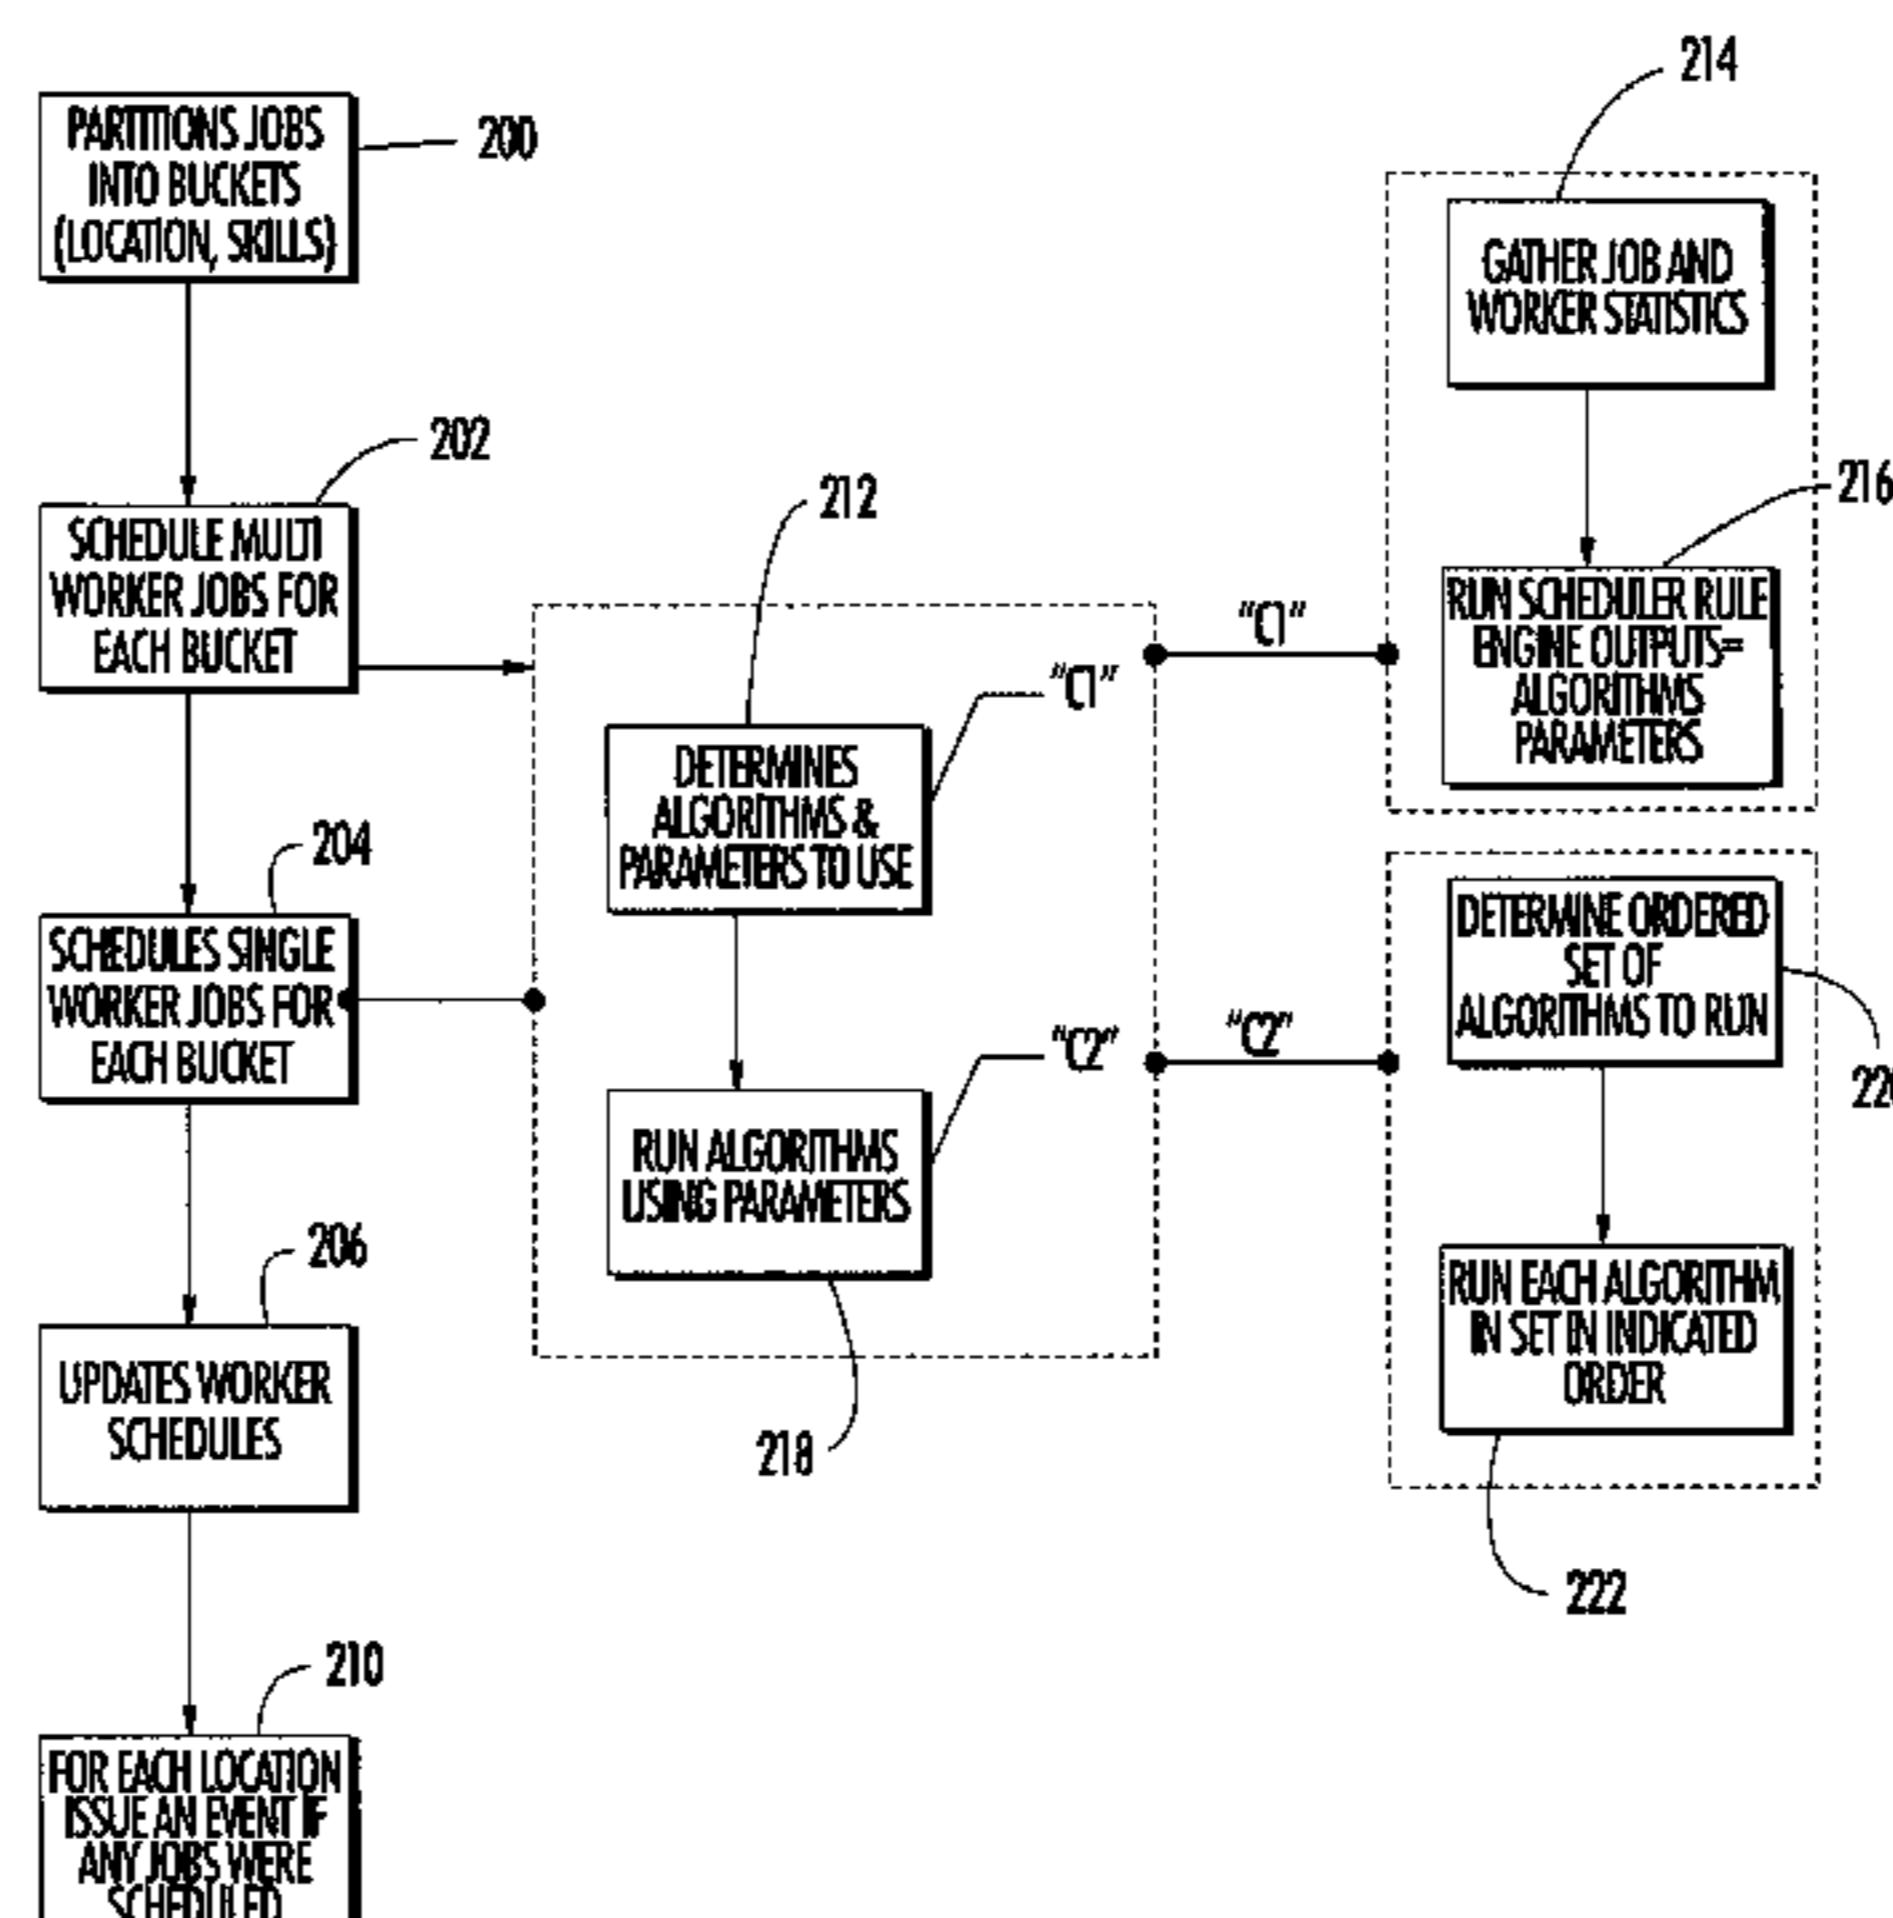 PARTITIONS JOBS
INTO BUCKETS
(LOCATION, SKILLS)
200
SCHEDULE MULTI
WORKER JOBS FOR
EACH BUCKET
202
SCHEDULES SINGLE
WORKER JOBS FOR
EACH BUCKET
204
UPDATES WORKER
SCHEDULES
206
FOR EACH LOCATION
ISSUE AN EVENT IF
ANY JOBS WERE
SCHEDULED
210
212
DETERMINES
ALGORITHMS &
PARAMETERS TO USE
"C1"
RUN ALGORITHMS
USING PARAMETERS
"C2"
218
"C1"
"C2"
214
GATHER JOB AND
WORKER STATISTICS
216
RUN SCHEDULER RULE
ENGINE OUTPUTS=
ALGORITHMS
PARAMETERS
DETERMINE ORDERED
SET OF
ALGORITHMS TO RUN
RUN EACH ALGORITHM
IN SET IN INDICATED
ORDER
222